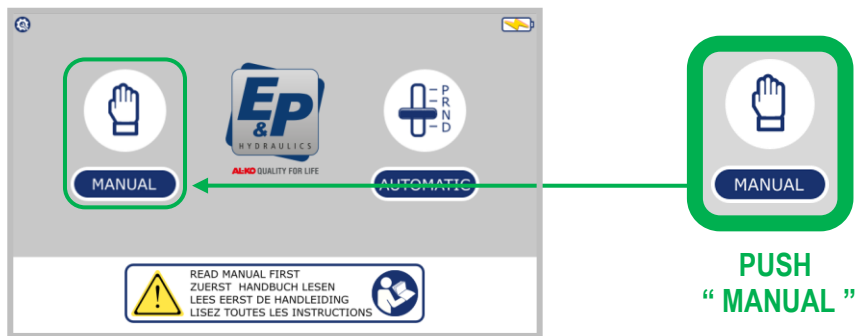 MANUAL
E&P
HYDRAULICS
AL-KO QUALITY FOR LIFE
P
R
N
D
AUTOMATIC
READ MANUAL FIRST
ZUERST HANDBUCH LESEN
LEES EERST DE HANDLEIDING
LISEZ TOUTES LES INSTRUCTIONS
MANUAL
PUSH
“ MANUAL ”